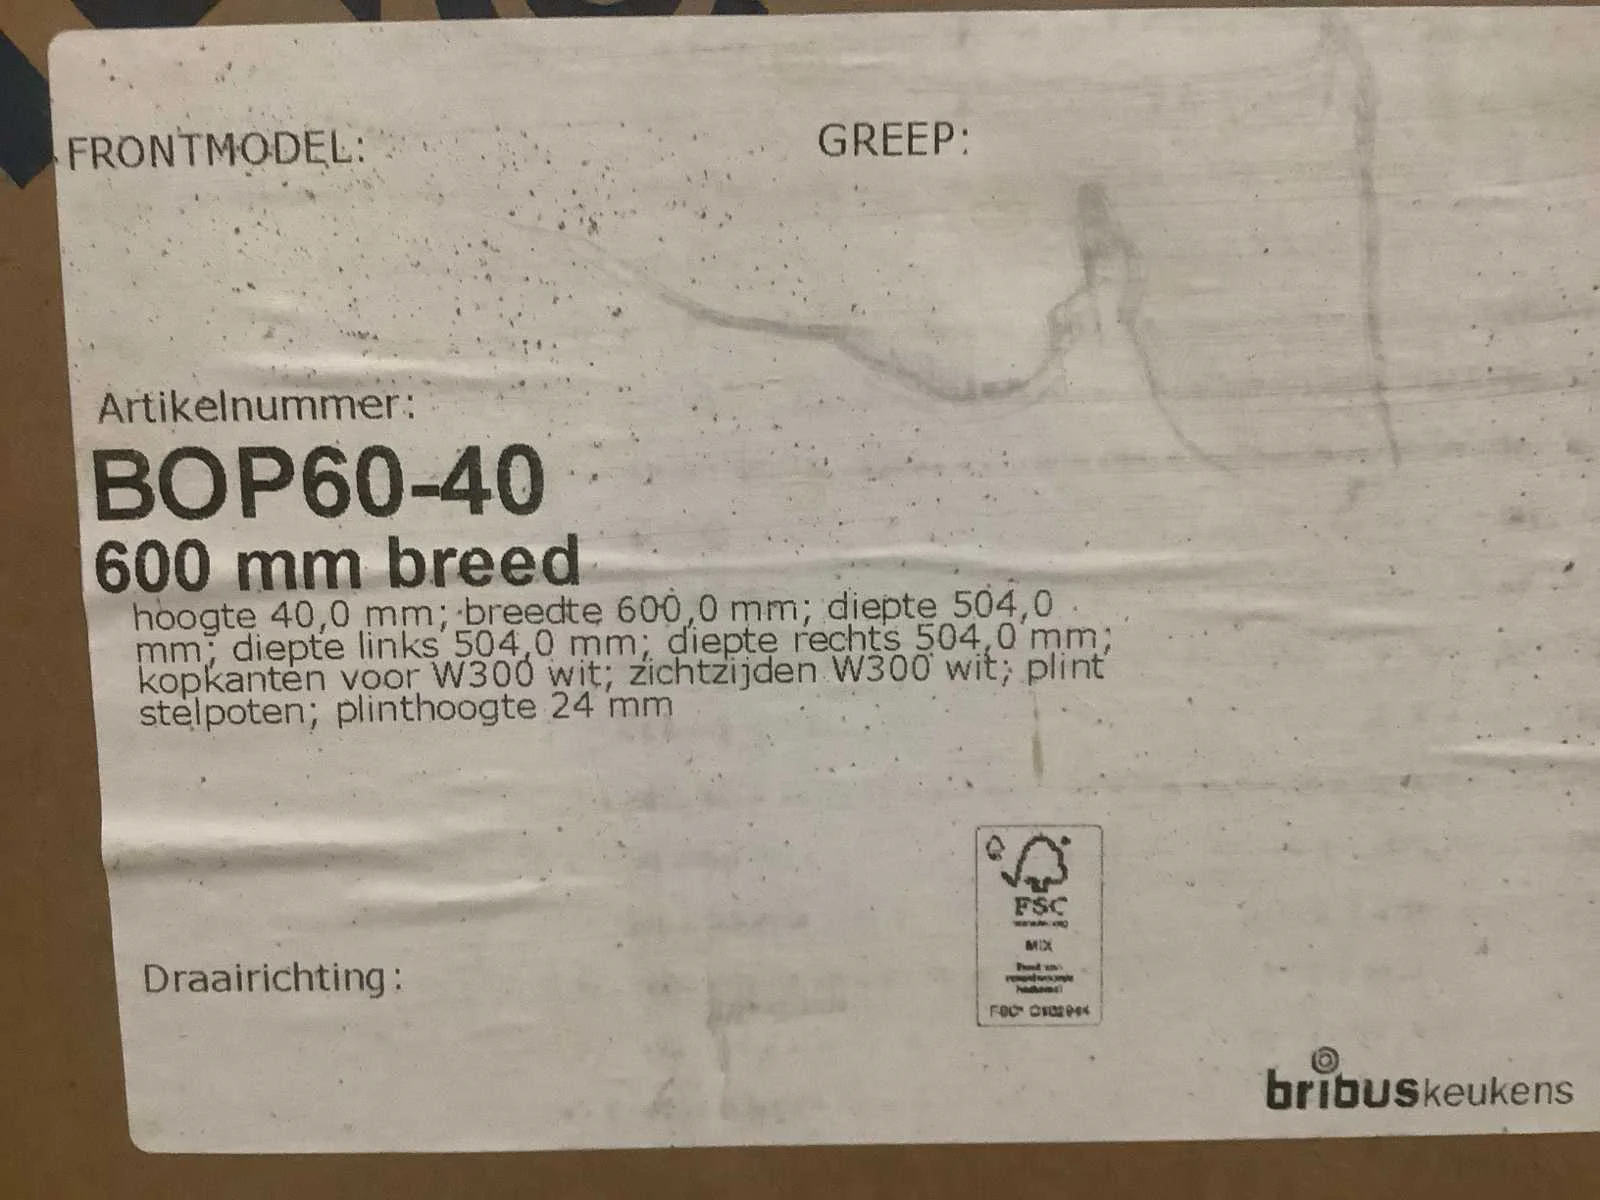 FRONTMODEL:
GREEP:
Artikelnummer:
BOP60-40
600 mm breed
hoogte 40,0 mm; breedte 600,0 mm; diepte 504,0
mm; diepte links 504,0 mm; diepte rechts 504,0 mm;
kopkanten voor W300 wit; zichtzijden W300 wit; plint
stelpoten; plinthoogte 24 mm
FSC
MIX
Draairichting:
bribuskeukens